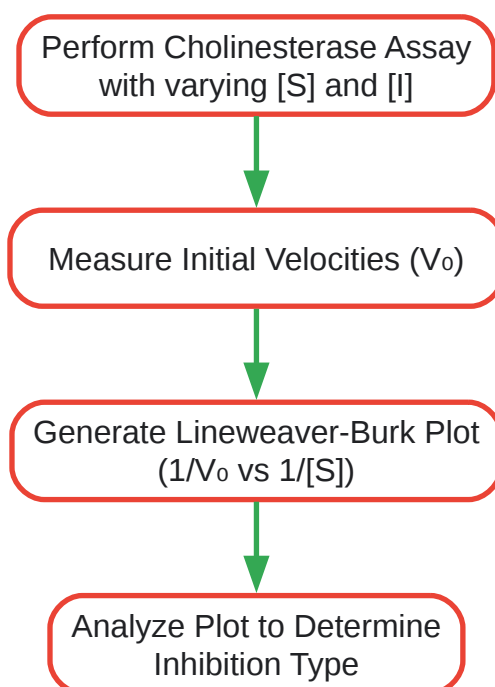 Perform Cholinesterase Assay
with varying [S] and [I]
Measure Initial Velocities (V₀)
Generate Lineweaver-Burk Plot
(1/V₀ vs 1/[S])
Analyze Plot to Determine
Inhibition Type